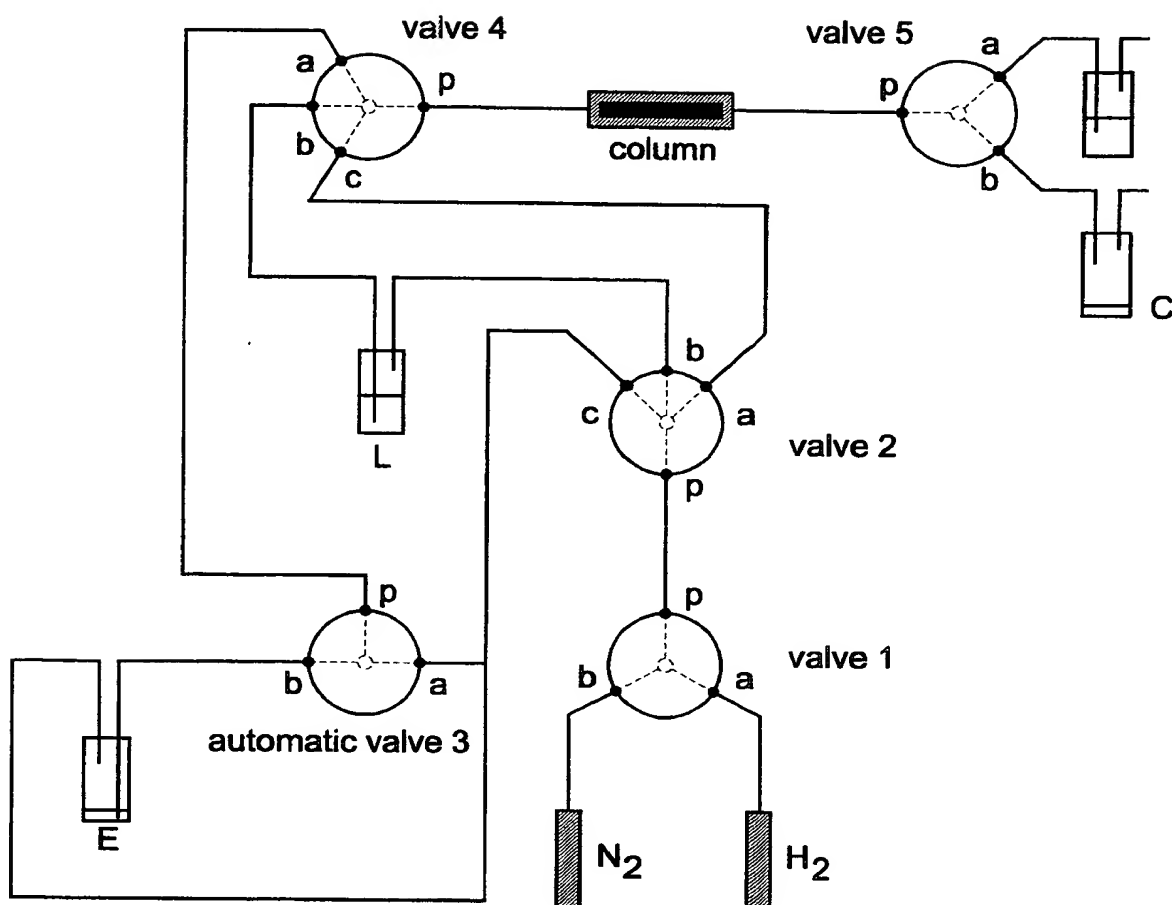 valve 4
valve 5
a
p
b
c
column
p
a
b
C
L
b
c
a
valve 2
p
p
b
a
automatic valve 3
E
p
valve 1
b
a
N2
H2